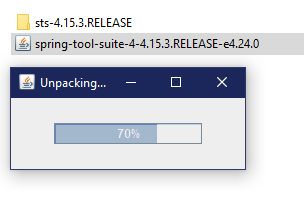 sts-4.15.3.RELEASE
spring-tool-suite-4-4.15.3.RELEASE-e4.24.0
Unpacking...
70%